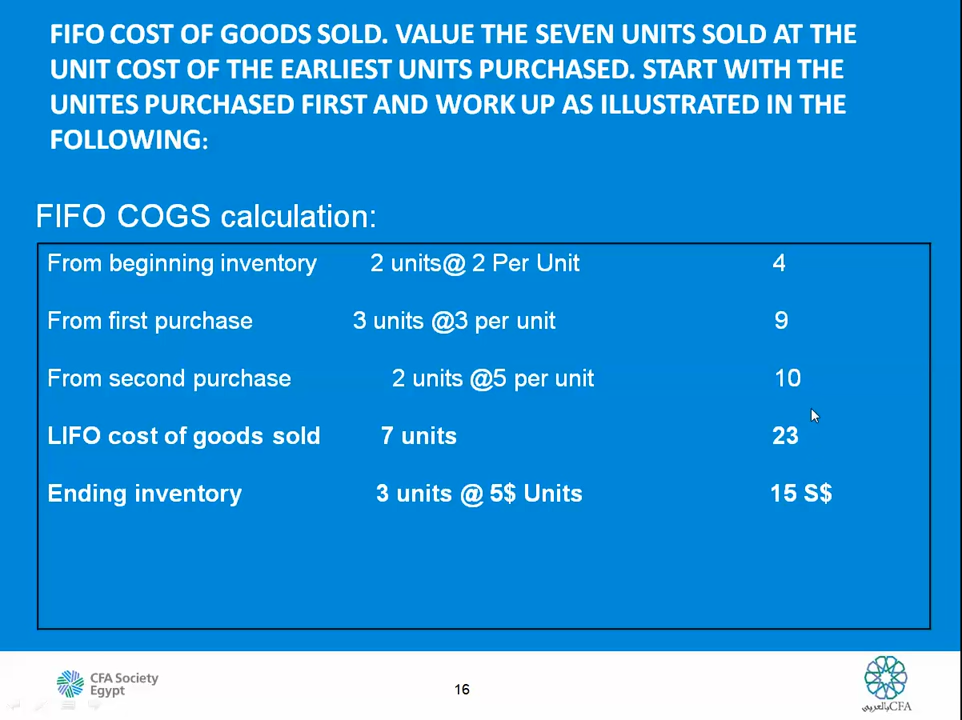 FIFO COST OF GOODS SOLD. VALUE THE SEVEN UNITS SOLD AT THE
UNIT COST OF THE EARLIEST UNITS PURCHASED. START WITH THE
UNITES PURCHASED FIRST AND WORK UP AS ILLUSTRATED IN THE
FOLLOWING:
FIFO COGS calculation:
From beginning inventory 2 units@ 2 Per Unit 4
From first purchase 3 units @3 per unit 9
From second purchase 2 units @5 per unit 10
LIFO cost of goods sold 7 units 23
Ending inventory 3 units @ 5$ Units 15 S$
CFA Society
Egypt
16
CFAبالعربي